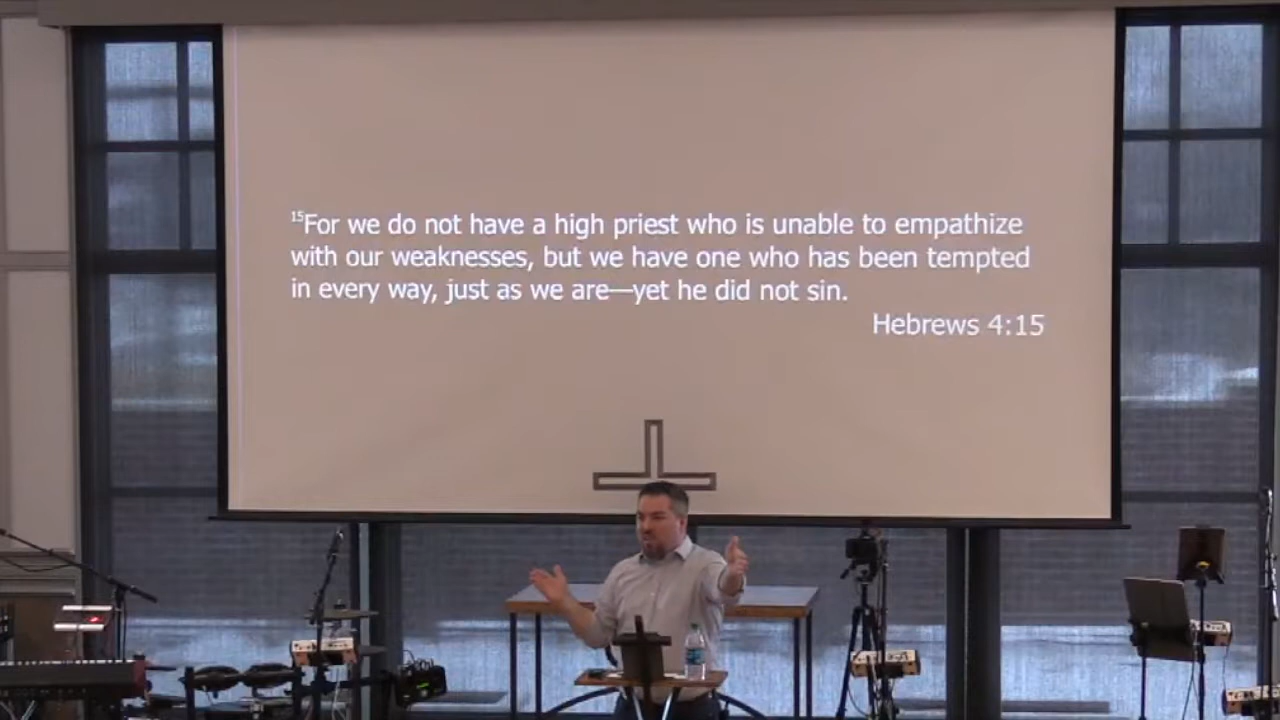 ¹⁵For we do not have a high priest who is unable to empathize
with our weaknesses, but we have one who has been tempted
in every way, just as we are—yet he did not sin.
Hebrews 4:15